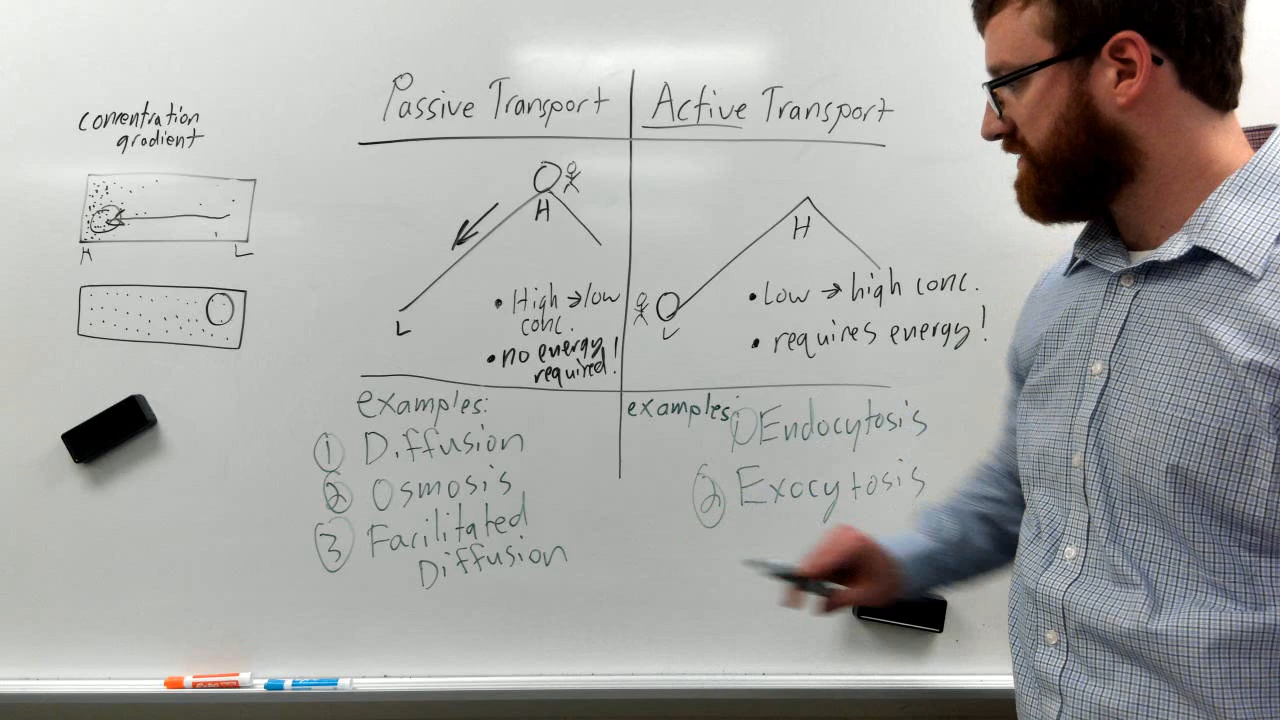 concentration
gradient
H L
Passive Transport
H
L
• High → low
conc.
• no energy
required!
examples:
① Diffusion
② Osmosis
③ Facilitated
Diffusion
Active Transport
H
L
• Low → high conc.
• requires energy!
examples: ① Endocytosis
② Exocytosis